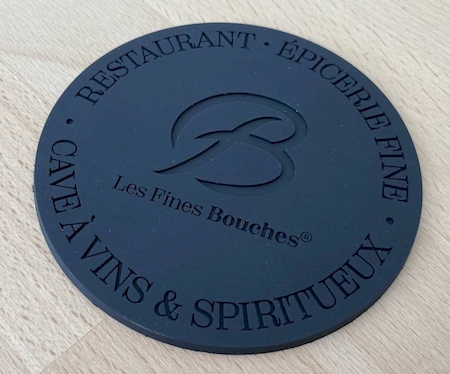 RESTAURANT · ÉPICERIE FINE ·
CAVE À VINS & SPIRITUEUX ·
B
Les Fines Bouches®